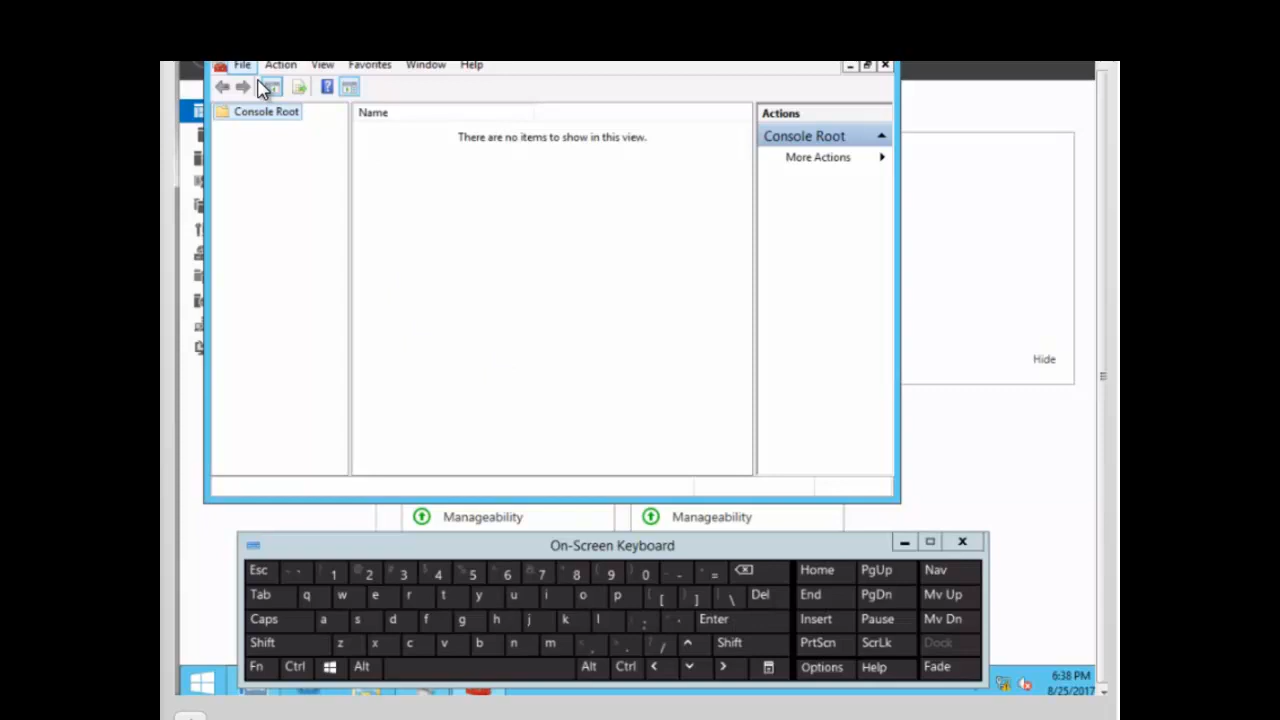 File Action View Favorites Window Help
Console Root
Name
There are no items to show in this view.
Actions
Console Root
More Actions
Hide
Manageability Manageability
On-Screen Keyboard
Esc ` 1 2 3 4 5 6 7 8 9 0 - = Home PgUp Nav
Tab q w e r t y u i o p [ ] \ Del End PgDn Mv Up
Caps a s d f g h j k l ; ' Enter Insert Pause Mv Dn
Shift z x c v b n m , . / ^ Shift PrtScn ScrLk Dock
Fn Ctrl Alt Alt Ctrl < > Options Help Fade
6:38 PM
8/25/2017